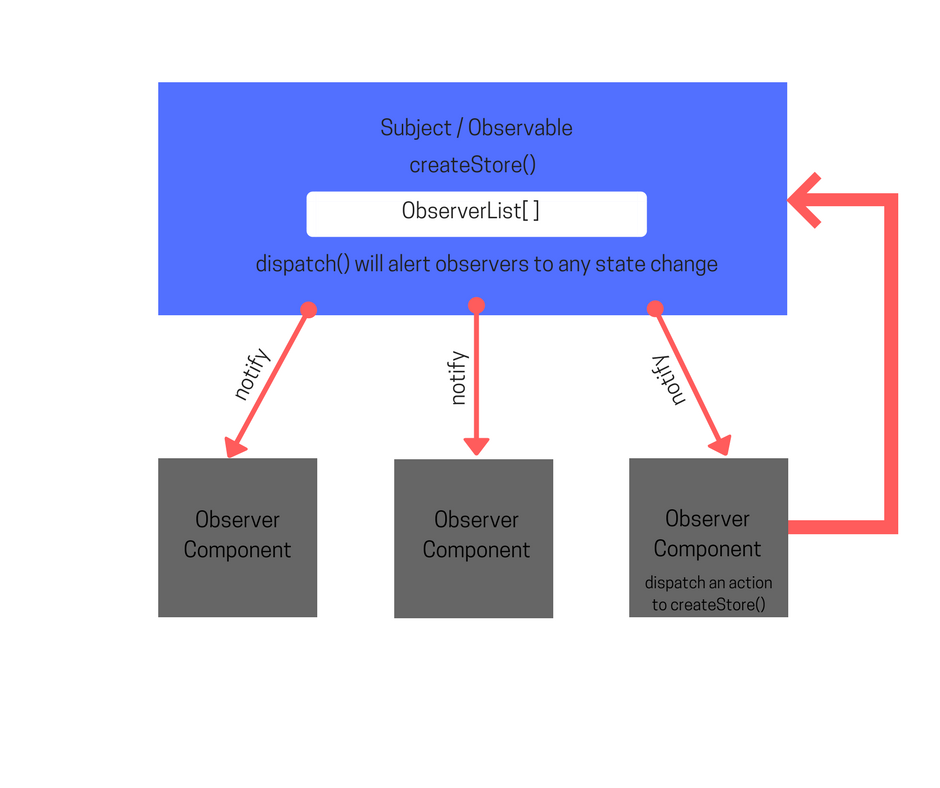 Subject / Observable
createStore()
ObserverList[ ]
dispatch() will alert observers to any state change
notify
notify
notify
Observer
Component
Observer
Component
Observer
Component
dispatch an action
to createStore()